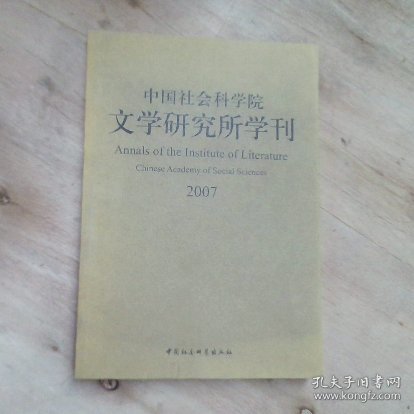 中国社会科学院
文学研究所学刊
Annals of the Institute of Literature
Chinese Academy of Social Sciences
2007
中国社会科学出版社
孔夫子旧书网
www.kongfz.com